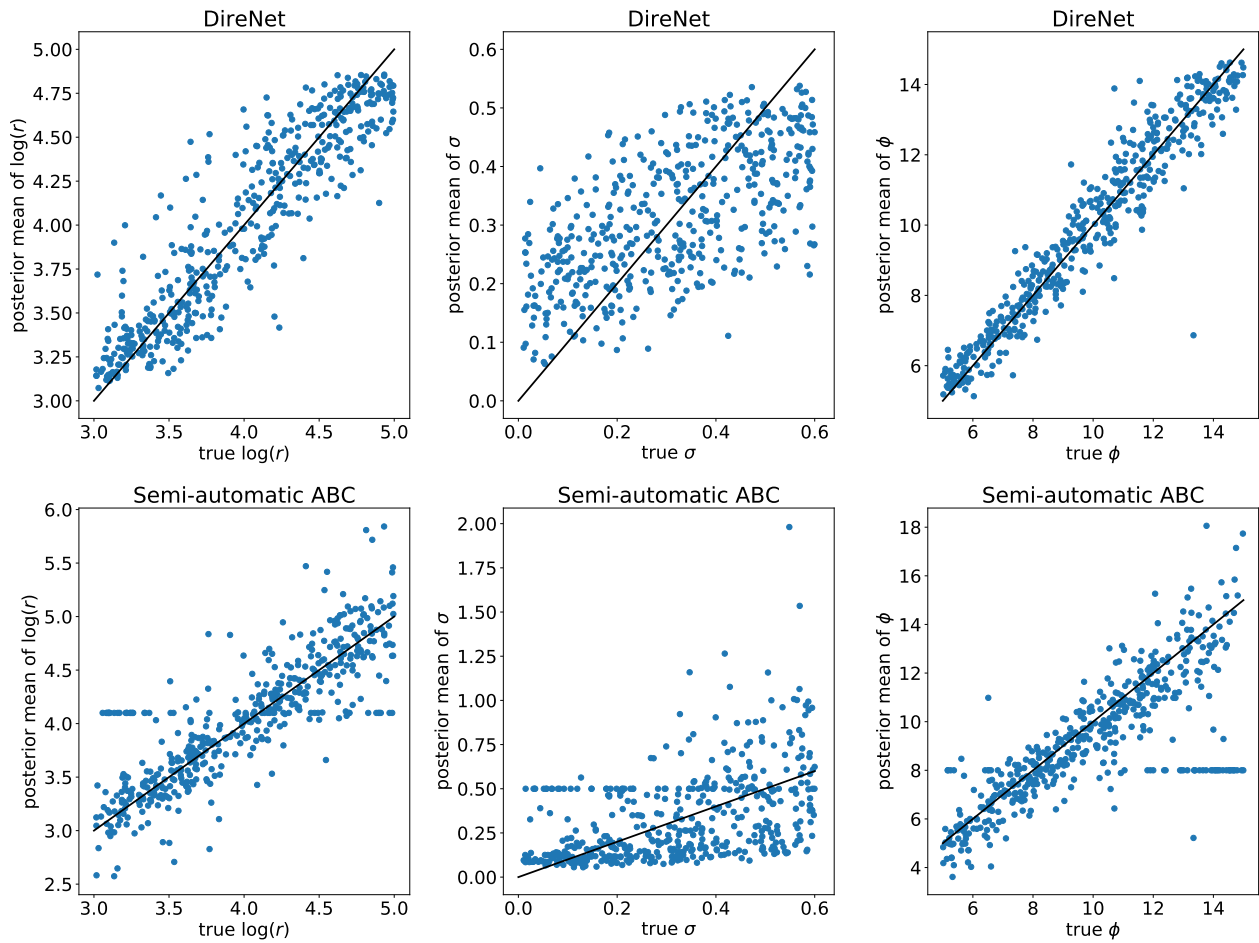 DireNet
5.00
4.75
4.50
4.25
4.00
3.75
3.50
3.25
3.00
posterior mean of log(r)
3.0 3.5 4.0 4.5 5.0
true log(r)
DireNet
0.6
0.5
0.4
0.3
0.2
0.1
0.0
posterior mean of σ
0.0 0.2 0.4 0.6
true σ
DireNet
14
12
10
8
6
posterior mean of ϕ
6 8 10 12 14
true ϕ
Semi-automatic ABC
6.0
5.5
5.0
4.5
4.0
3.5
3.0
2.5
posterior mean of log(r)
3.0 3.5 4.0 4.5 5.0
true log(r)
Semi-automatic ABC
2.00
1.75
1.50
1.25
1.00
0.75
0.50
0.25
0.00
posterior mean of σ
0.0 0.2 0.4 0.6
true σ
Semi-automatic ABC
18
16
14
12
10
8
6
4
posterior mean of ϕ
6 8 10 12 14
true ϕ